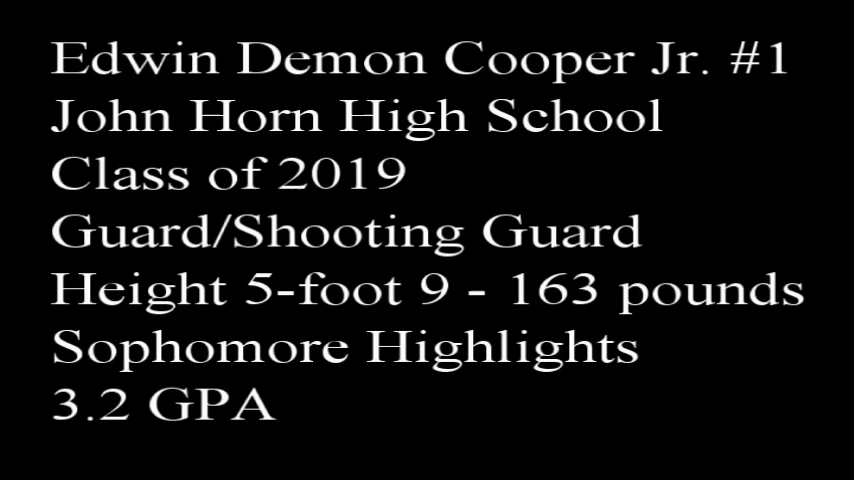 Edwin Demon Cooper Jr. #1
John Horn High School
Class of 2019
Guard/Shooting Guard
Height 5-foot 9 - 163 pounds
Sophomore Highlights
3.2 GPA